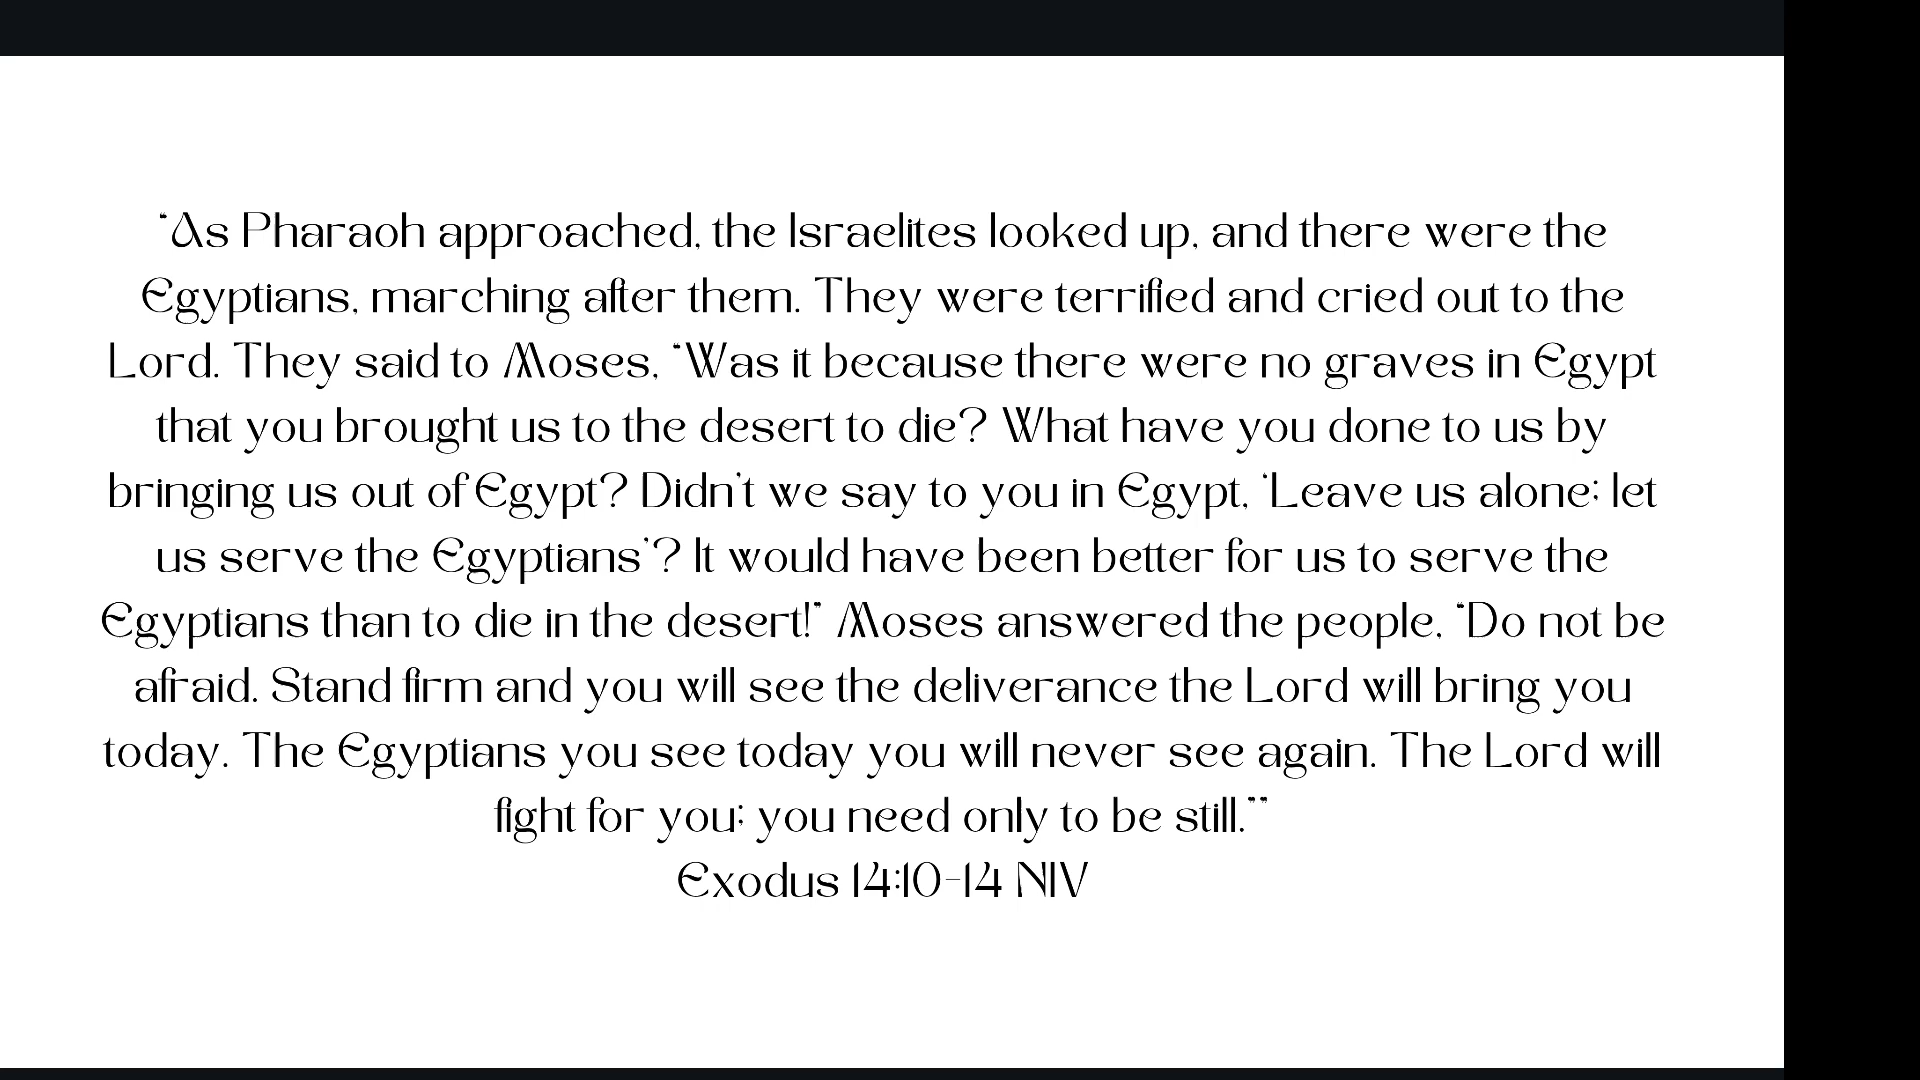 “As Pharaoh approached, the Israelites looked up, and there were the
Egyptians, marching after them. They were terrified and cried out to the
Lord. They said to Moses, “Was it because there were no graves in Egypt
that you brought us to the desert to die? What have you done to us by
bringing us out of Egypt? Didn’t we say to you in Egypt, ‘Leave us alone; let
us serve the Egyptians’? It would have been better for us to serve the
Egyptians than to die in the desert!” Moses answered the people, “Do not be
afraid. Stand firm and you will see the deliverance the Lord will bring you
today. The Egyptians you see today you will never see again. The Lord will
fight for you; you need only to be still.””
Exodus 14:10-14 NIV